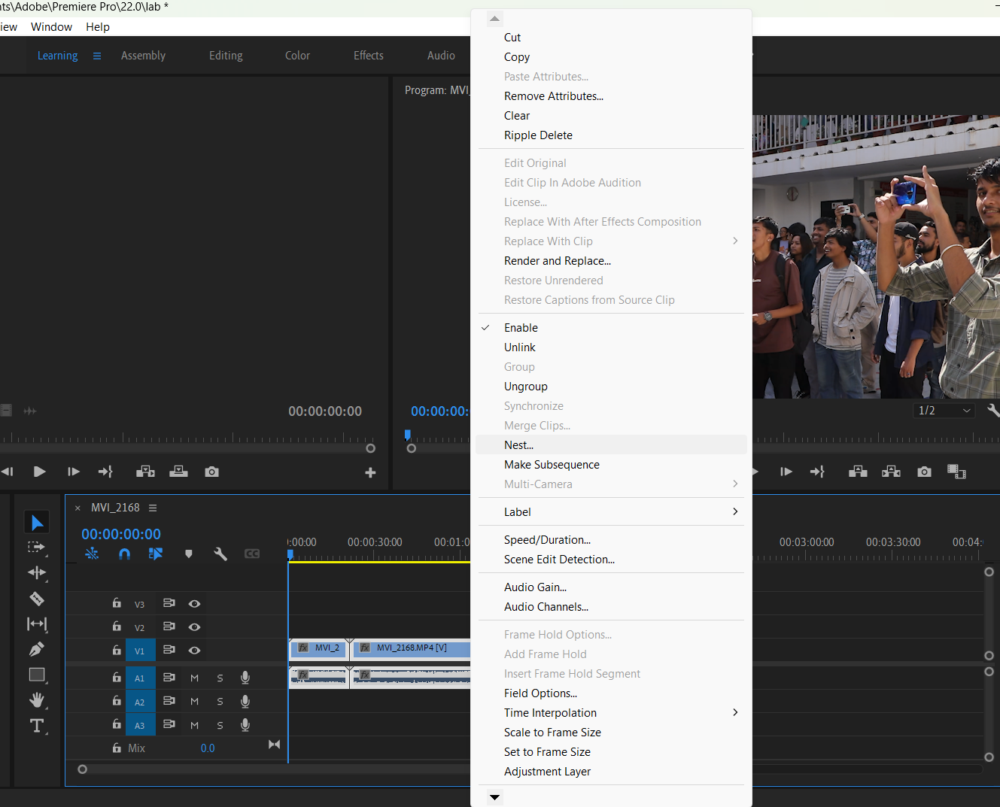 nts\Adobe\Premiere Pro\22.0\lab *
iew Window Help
Learning Assembly Editing Color Effects Audio
Program: MVI_
Cut
Copy
Paste Attributes...
Remove Attributes...
Clear
Ripple Delete
Edit Original
Edit Clip In Adobe Audition
License...
Replace With After Effects Composition
Replace With Clip
Render and Replace...
Restore Unrendered
Restore Captions from Source Clip
Enable
Unlink
Group
Ungroup
Synchronize
Merge Clips...
Nest...
Make Subsequence
Multi-Camera
Label
Speed/Duration...
Scene Edit Detection...
Audio Gain...
Audio Channels...
Frame Hold Options...
Add Frame Hold
Insert Frame Hold Segment
Field Options...
Time Interpolation
Scale to Frame Size
Set to Frame Size
Adjustment Layer
00:00:00:00
00:00:00:
1/2
× MVI_2168
00:00:00:00
:00:00 00:00:30:00 00:01:0 00:03:00:00 00:03:30:00 00:04:
CC
V3
V2
V1 fx MVI_2 fx MVI_2168.MP4 [V]
A1 M S fx fx
A2 M S
A3 M S
Mix 0.0
T